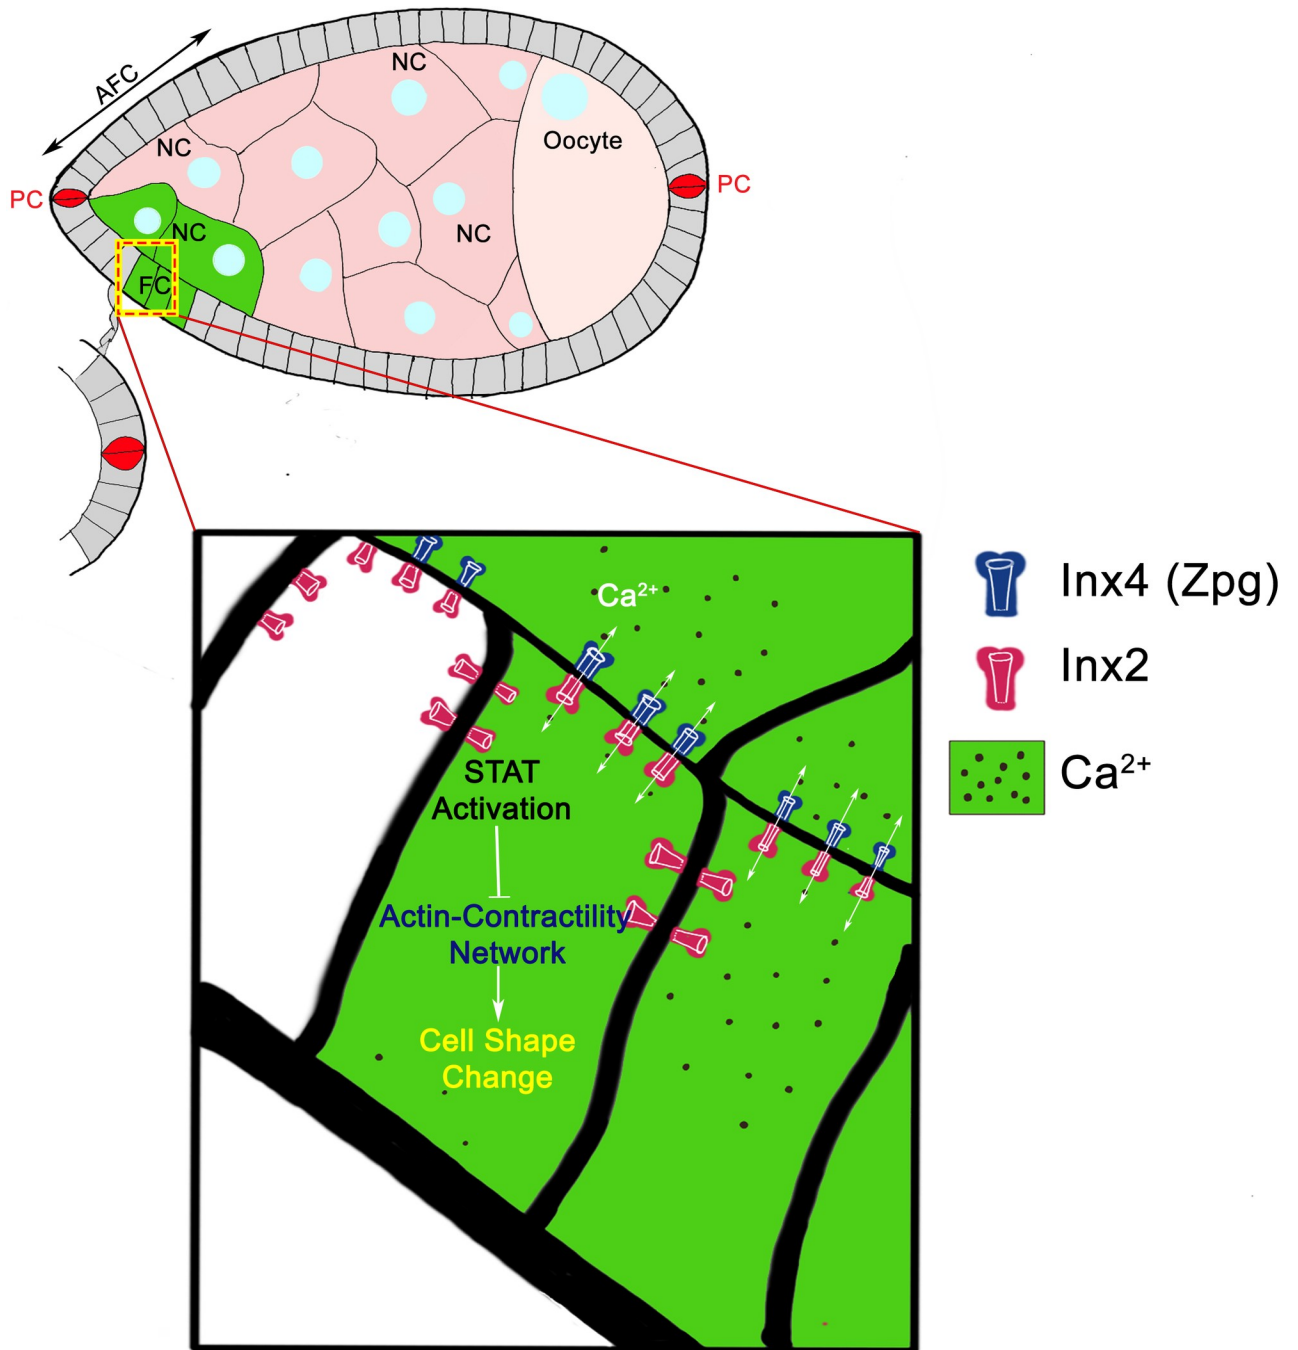 AFC
NC
NC
Oocyte
PC
PC
NC
NC
FC
Ca²⁺
STAT
Activation
Actin-Contractility
Network
Cell Shape
Change
Inx4 (Zpg)
Inx2
Ca²⁺